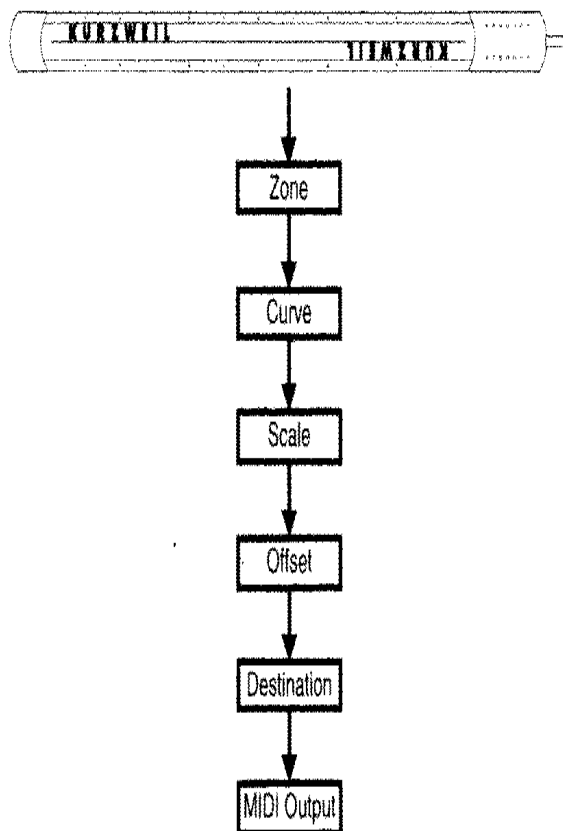 KURZWEIL
KURZWEIL
Zone
Curve
Scale
Offset
Destination
MIDI Output